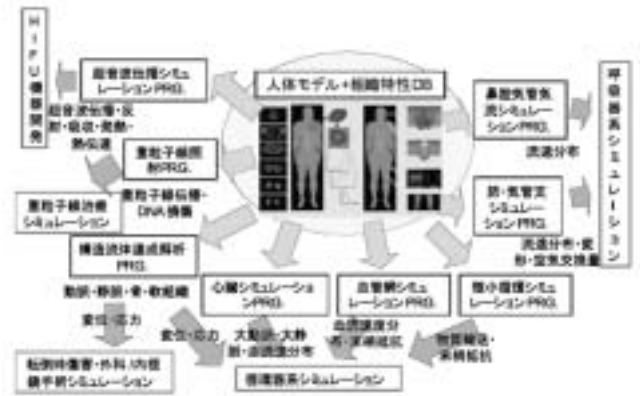 HIFU機器開発
超音波伝播シミュ
レーションPRG.
超音波伝播・反
射・吸収・発熱・
熱伝達
重粒子線照
射PRG.
重粒子線伝播・
DNA損傷
重粒子線治療
シミュレーション
構造流体連成解析
PRG.
動脈・静脈・骨・軟組織
変位・応力
転倒時傷害・外科/内視
鏡手術シミュレーション
人体モデル+組織特性DB
心臓シミュレーショ
ンPRG.
変位・応力
大動脈・大静
脈・血流速分布
血管網シミュ
レーションPRG.
血流速度分
布・末梢抵抗
微小循環シミュ
レーションPRG.
物質輸送・
末梢抵抗
循環器系シミュレーション
鼻腔気管気
流シミュレー
ションPRG.
流速分布
肺・気管支
シミュレー
ションPRG.
流速分布・変
形・空気交換量
呼吸器系シミュレーション